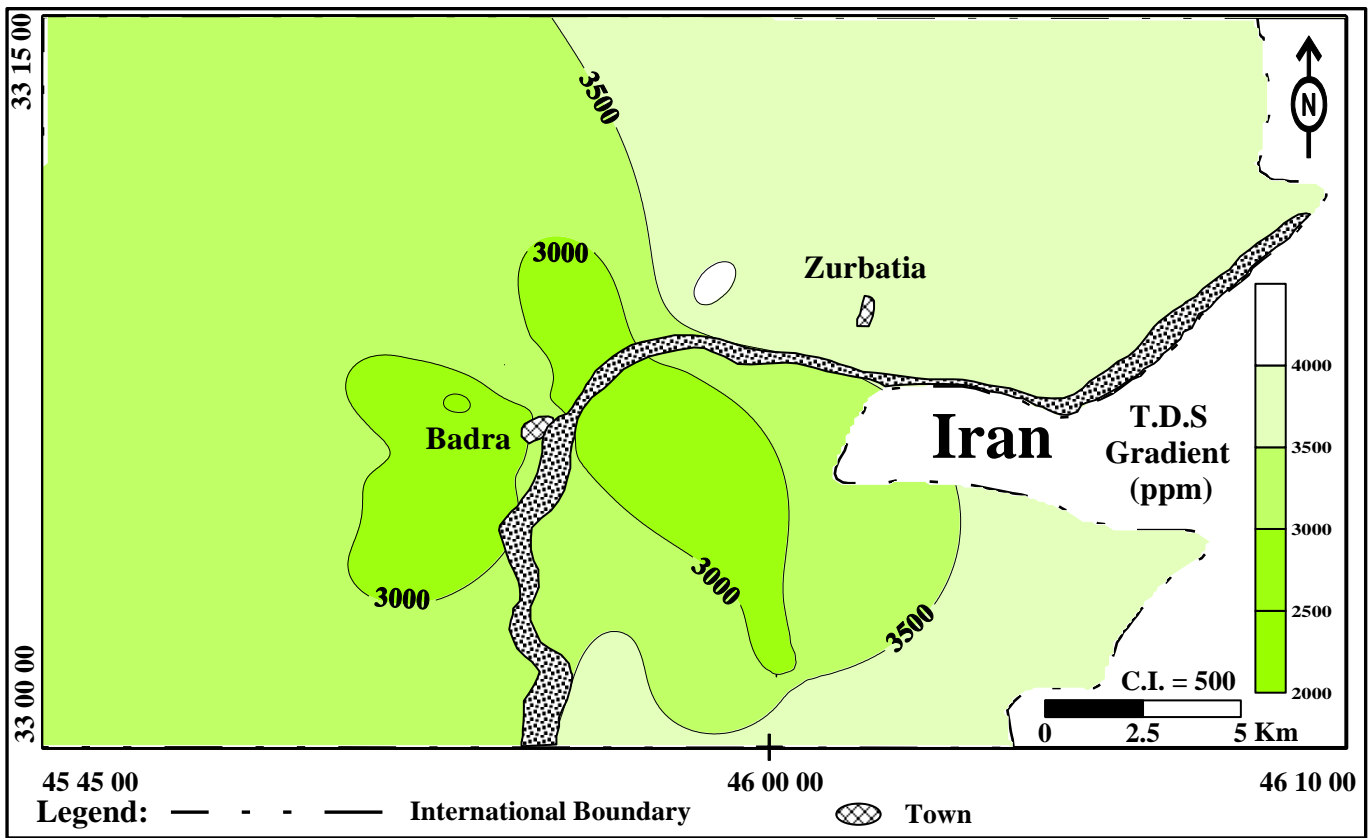 33 15 00
3500
N
3000
Zurbatia
4000
Badra
Iran
T.D.S
Gradient
(ppm)
3500
3000
3000
3000
2500
3500
C.I. = 500
2000
33 00 00
0 2.5 5 Km
45 45 00 46 00 00 46 10 00
Legend: International Boundary Town